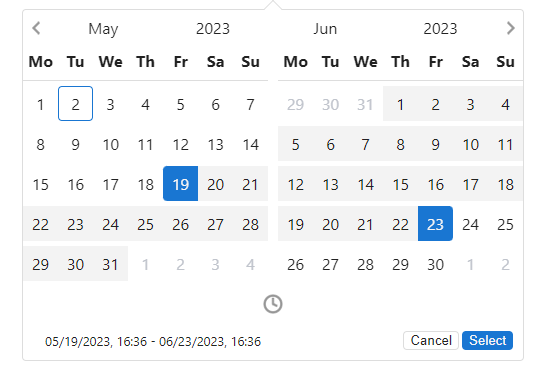 May 2023 Jun 2023
Mo Tu We Th Fr Sa Su Mo Tu We Th Fr Sa Su
1 2 3 4 5 6 7 29 30 31 1 2 3 4
8 9 10 11 12 13 14 5 6 7 8 9 10 11
15 16 17 18 19 20 21 12 13 14 15 16 17 18
22 23 24 25 26 27 28 19 20 21 22 23 24 25
29 30 31 1 2 3 4 26 27 28 29 30 1 2
05/19/2023, 16:36 - 06/23/2023, 16:36 Cancel Select